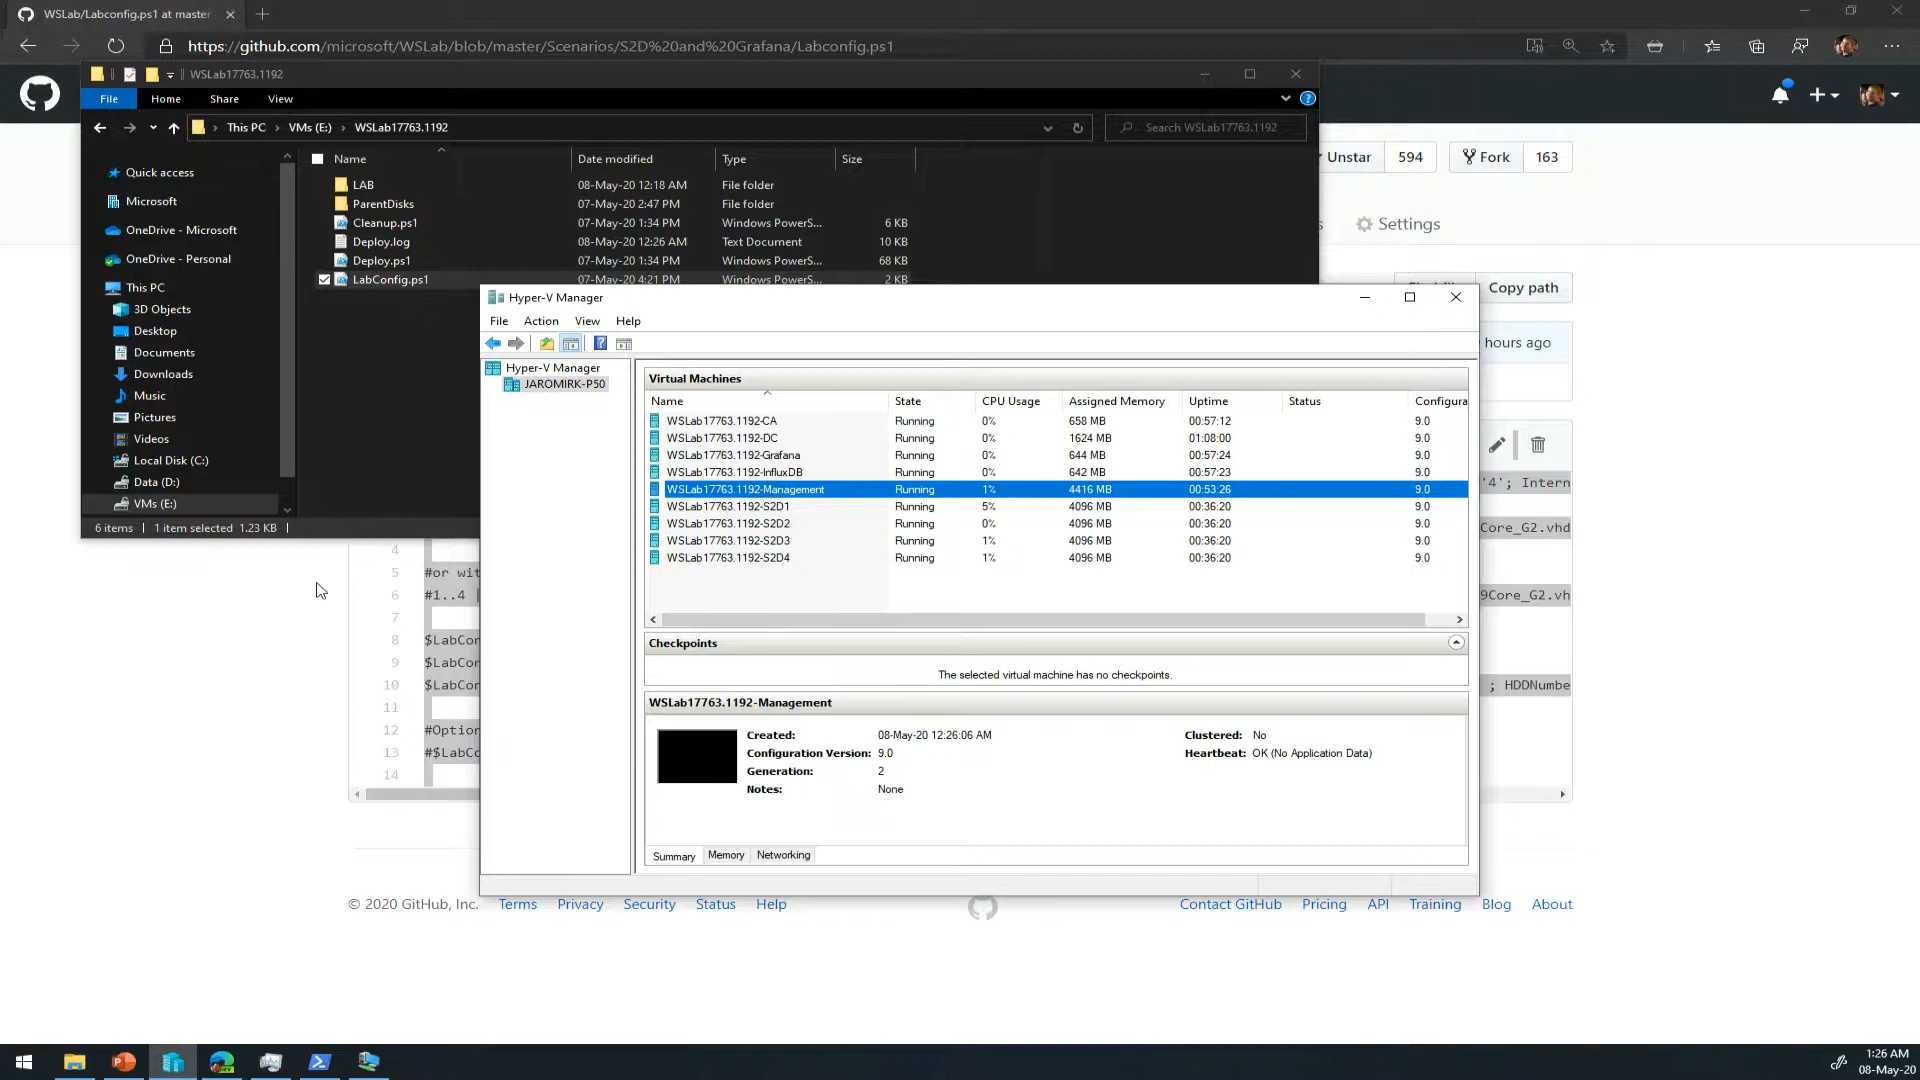 WSLab/Labconfig.ps1 at master
https://github.com/microsoft/WSLab/blob/master/Scenarios/S2D%20and%20Grafana/Labconfig.ps1
WSLab17763.1192
File Home Share View
This PC VMs (E:) WSLab17763.1192
Search WSLab17763.1192
Name Date modified Type Size
LAB 08-May-20 12:18 AM File folder
ParentDisks 07-May-20 2:47 PM File folder
Cleanup.ps1 07-May-20 1:34 PM Windows PowerS... 6 KB
Deploy.log 08-May-20 12:26 AM Text Document 10 KB
Deploy.ps1 07-May-20 1:34 PM Windows PowerS... 68 KB
LabConfig.ps1 07-May-20 4:21 PM Windows PowerS... 2 KB
Quick access
Microsoft
OneDrive - Microsoft
OneDrive - Personal
This PC
3D Objects
Desktop
Documents
Downloads
Music
Pictures
Videos
Local Disk (C:)
Data (D:)
VMs (E:)
6 items 1 item selected 1.23 KB
Unstar 594 Fork 163
Settings
Copy path
hours ago
'4'; Intern
Core_G2.vhd
9Core_G2.vh
; HDDNumbe
4
5 #or wit
6 #1..4 |
7
8 $LabCon
9 $LabCon
10 $LabCon
11
12 #Option
13 #$LabCo
14
Hyper-V Manager
File Action View Help
Hyper-V Manager
JAROMIRK-P50
Virtual Machines
Name State CPU Usage Assigned Memory Uptime Status Configura
WSLab17763.1192-CA Running 0% 658 MB 00:57:12 9.0
WSLab17763.1192-DC Running 0% 1624 MB 01:08:00 9.0
WSLab17763.1192-Grafana Running 0% 644 MB 00:57:24 9.0
WSLab17763.1192-InfluxDB Running 0% 642 MB 00:57:23 9.0
WSLab17763.1192-Management Running 1% 4416 MB 00:53:26 9.0
WSLab17763.1192-S2D1 Running 5% 4096 MB 00:36:20 9.0
WSLab17763.1192-S2D2 Running 0% 4096 MB 00:36:20 9.0
WSLab17763.1192-S2D3 Running 1% 4096 MB 00:36:20 9.0
WSLab17763.1192-S2D4 Running 1% 4096 MB 00:36:20 9.0
Checkpoints
The selected virtual machine has no checkpoints.
WSLab17763.1192-Management
Created: 08-May-20 12:26:06 AM Clustered: No
Configuration Version: 9.0 Heartbeat: OK (No Application Data)
Generation: 2
Notes: None
Summary Memory Networking
© 2020 GitHub, Inc. Terms Privacy Security Status Help Contact GitHub Pricing API Training Blog About
1:26 AM
08-May-20